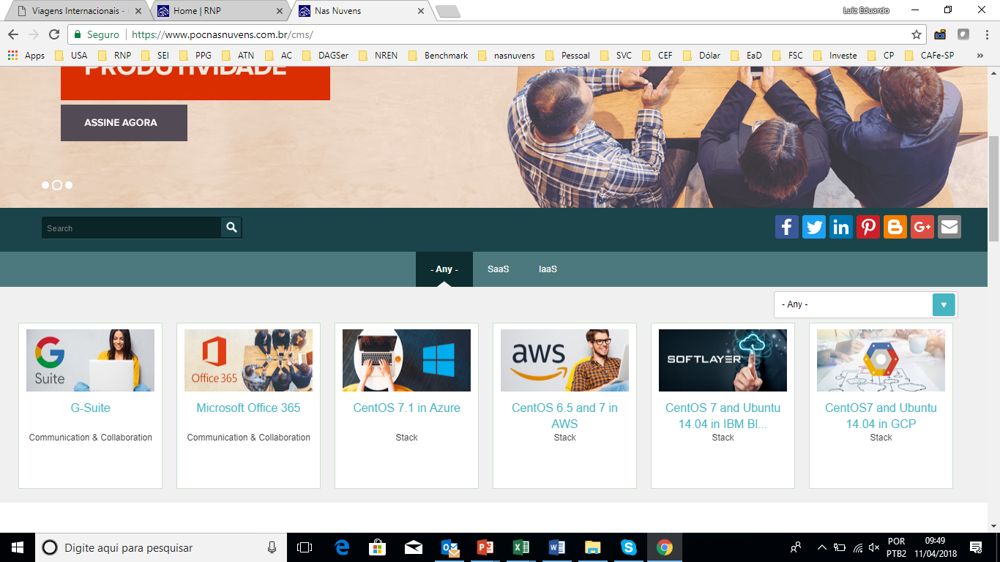 Viagens Internacionais -
Home | RNP
Nas Nuvens
Luiz Eduardo
Seguro
https://www.pocnasnuvens.com.br/cms/
Apps USA RNP SEI PPG ATN AC DAGSer NREN Benchmark nasnuvens Pessoal SVC CEF Dólar EaD FSC Investe CP CAFe-SP »
PRODUTIVIDADE
ASSINE AGORA
Search
- Any - SaaS IaaS
- Any -
G Suite
Office 365
aws
SOFTLAYER
G-Suite
Communication & Collaboration
Microsoft Office 365
Communication & Collaboration
CentOS 7.1 in Azure
Stack
CentOS 6.5 and 7 in
AWS
Stack
CentOS 7 and Ubuntu
14.04 in IBM Bl...
Stack
CentOS7 and Ubuntu
14.04 in GCP
Stack
Digite aqui para pesquisar
POR
PTB2
09:49
11/04/2018